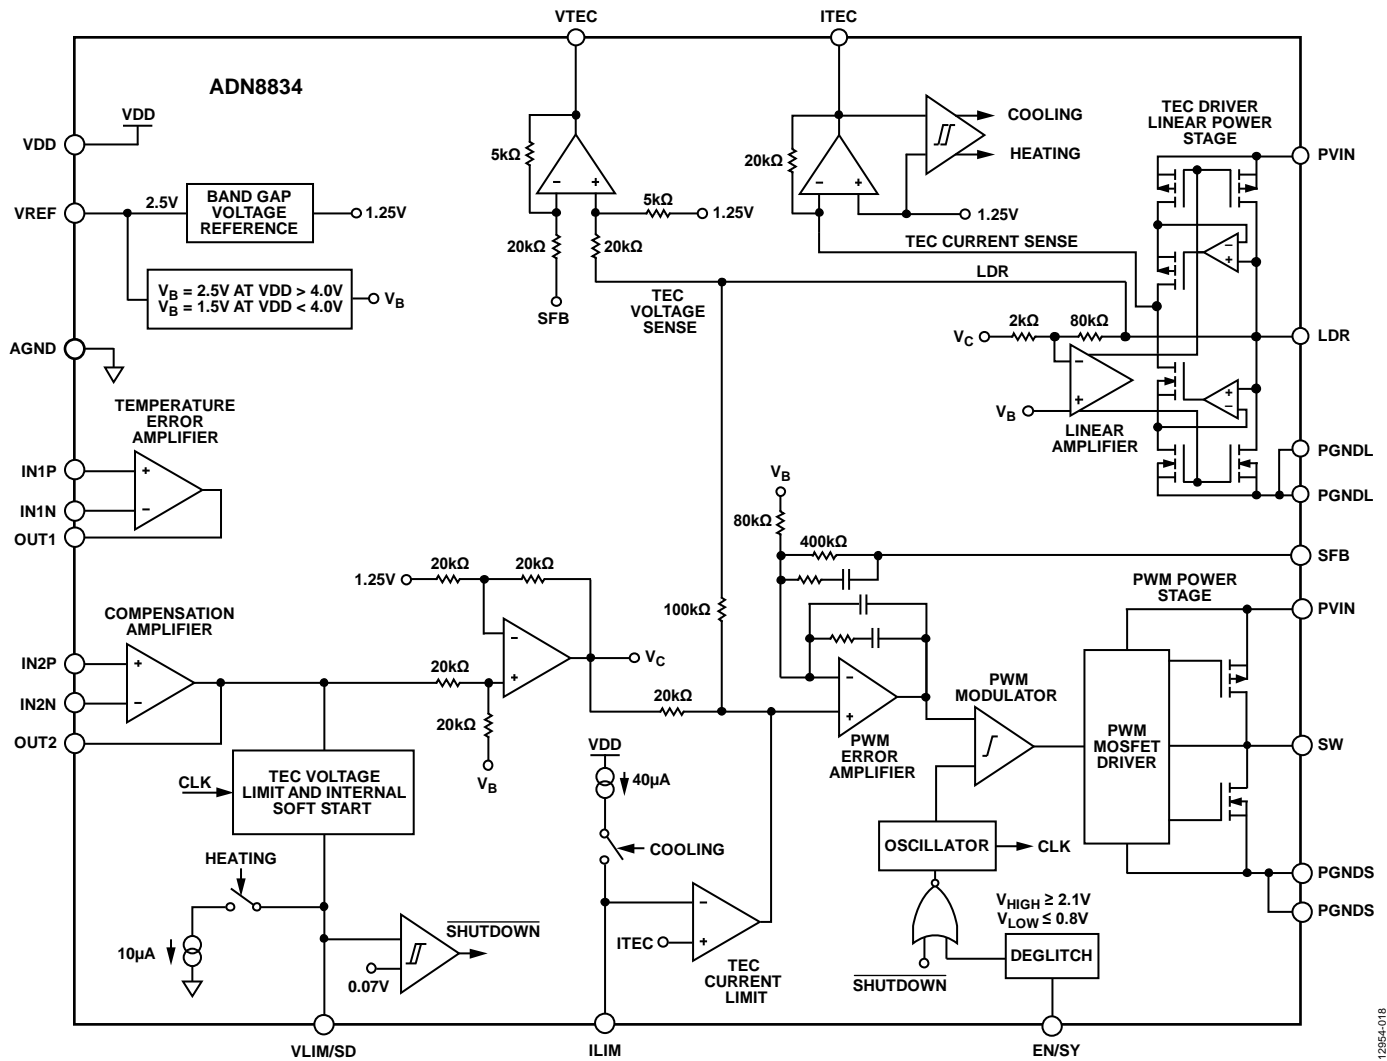 VTEC
ITEC
ADN8834
VDD
VDD
VREF
2.5V
BAND GAP
VOLTAGE
REFERENCE
1.25V
VB = 2.5V AT VDD > 4.0V
VB = 1.5V AT VDD < 4.0V
VB
AGND
5kΩ
5kΩ
1.25V
20kΩ
20kΩ
SFB
TEC
VOLTAGE
SENSE
20kΩ
COOLING
HEATING
1.25V
TEC CURRENT SENSE
LDR
TEC DRIVER
LINEAR POWER
STAGE
PVIN
VC
2kΩ
80kΩ
LDR
VB
LINEAR
AMPLIFIER
PGNDL
PGNDL
TEMPERATURE
ERROR
AMPLIFIER
IN1P
IN1N
OUT1
VB
80kΩ
400kΩ
SFB
1.25V
20kΩ
20kΩ
100kΩ
PWM POWER
STAGE
PVIN
COMPENSATION
AMPLIFIER
IN2P
IN2N
OUT2
20kΩ
20kΩ
VB
VC
20kΩ
PWM
ERROR
AMPLIFIER
PWM
MODULATOR
PWM
MOSFET
DRIVER
SW
CLK
TEC VOLTAGE
LIMIT AND INTERNAL
SOFT START
VDD
40µA
COOLING
OSCILLATOR
CLK
HEATING
10µA
0.07V
SHUTDOWN
ITEC
TEC
CURRENT
LIMIT
SHUTDOWN
VHIGH ≥ 2.1V
VLOW ≤ 0.8V
DEGLITCH
PGNDS
PGNDS
VLIM/SD
ILIM
EN/SY
12954-018